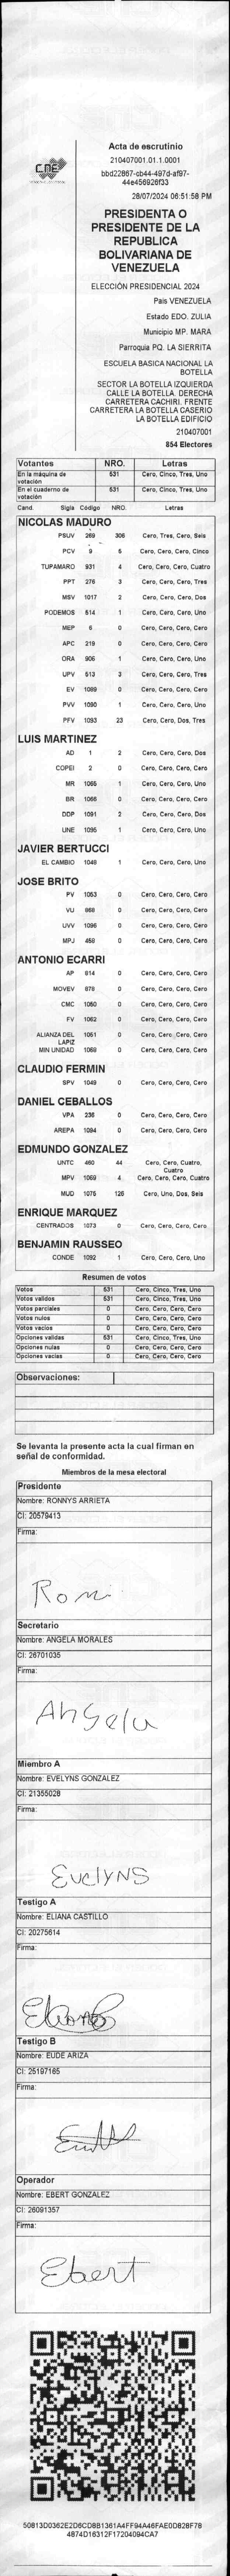 CNE
Acta de escrutinio
210407001.01.1.0001
bbd22867-cb44-497d-af97-
44e456926f33
28/07/2024 06:51:58 PM
PRESIDENTA O
PRESIDENTE DE LA
REPUBLICA
BOLIVARIANA DE
VENEZUELA
ELECCIÓN PRESIDENCIAL 2024
País VENEZUELA
Estado EDO. ZULIA
Municipio MP. MARA
Parroquia PQ. LA SIERRITA
ESCUELA BASICA NACIONAL LA
BOTELLA
SECTOR LA BOTELLA IZQUIERDA
CALLE LA BOTELLA. DERECHA
CARRETERA CACHIRI. FRENTE
CARRETERA LA BOTELLA CASERIO
LA BOTELLA EDIFICIO
210407001
854 Electores
Votantes NRO. Letras
En la máquina de votación 531 Cero, Cinco, Tres, Uno
En el cuaderno de votación 531 Cero, Cinco, Tres, Uno
Cand. Sigla Código NRO. Letras
NICOLAS MADURO
PSUV 269 306 Cero, Tres, Cero, Seis
PCV 9 5 Cero, Cero, Cero, Cinco
TUPAMARO 931 4 Cero, Cero, Cero, Cuatro
PPT 276 3 Cero, Cero, Cero, Tres
MSV 1017 2 Cero, Cero, Cero, Dos
PODEMOS 514 1 Cero, Cero, Cero, Uno
MEP 6 0 Cero, Cero, Cero, Cero
APC 219 0 Cero, Cero, Cero, Cero
ORA 906 1 Cero, Cero, Cero, Uno
UPV 513 3 Cero, Cero, Cero, Tres
EV 1089 0 Cero, Cero, Cero, Cero
PVV 1090 1 Cero, Cero, Cero, Uno
PFV 1093 23 Cero, Cero, Dos, Tres
LUIS MARTINEZ
AD 1 2 Cero, Cero, Cero, Dos
COPEI 2 0 Cero, Cero, Cero, Cero
MR 1065 1 Cero, Cero, Cero, Uno
BR 1066 0 Cero, Cero, Cero, Cero
DDP 1091 2 Cero, Cero, Cero, Dos
UNE 1095 1 Cero, Cero, Cero, Uno
JAVIER BERTUCCI
EL CAMBIO 1048 1 Cero, Cero, Cero, Uno
JOSE BRITO
PV 1053 0 Cero, Cero, Cero, Cero
VU 868 0 Cero, Cero, Cero, Cero
UVV 1096 0 Cero, Cero, Cero, Cero
MPJ 459 0 Cero, Cero, Cero, Cero
ANTONIO ECARRI
AP 814 0 Cero, Cero, Cero, Cero
MOVEV 878 0 Cero, Cero, Cero, Cero
CMC 1050 0 Cero, Cero, Cero, Cero
FV 1062 0 Cero, Cero, Cero, Cero
ALIANZA DEL LAPIZ 1051 0 Cero, Cero, Cero, Cero
MIN UNIDAD 1069 0 Cero, Cero, Cero, Cero
CLAUDIO FERMIN
SPV 1049 0 Cero, Cero, Cero, Cero
DANIEL CEBALLOS
VPA 236 0 Cero, Cero, Cero, Cero
AREPA 1094 0 Cero, Cero, Cero, Cero
EDMUNDO GONZALEZ
UNTC 460 44 Cero, Cero, Cuatro, Cuatro
MPV 1069 4 Cero, Cero, Cero, Cuatro
MUD 1075 126 Cero, Uno, Dos, Seis
ENRIQUE MARQUEZ
CENTRADOS 1073 0 Cero, Cero, Cero, Cero
BENJAMIN RAUSSEO
CONDE 1092 1 Cero, Cero, Cero, Uno
Resumen de votos
Votos 531 Cero, Cinco, Tres, Uno
Votos validos 531 Cero, Cinco, Tres, Uno
Votos parciales 0 Cero, Cero, Cero, Cero
Votos nulos 0 Cero, Cero, Cero, Cero
Votos vacios 0 Cero, Cero, Cero, Cero
Opciones validas 531 Cero, Cinco, Tres, Uno
Opciones nulas 0 Cero, Cero, Cero, Cero
Opciones vacias 0 Cero, Cero, Cero, Cero
Observaciones:
Se levanta la presente acta la cual firman en
señal de conformidad.
Miembros de la mesa electoral
Presidente
Nombre: RONNYS ARRIETA
CI: 20579413
Firma:
Secretario
Nombre: ANGELA MORALES
CI: 26701035
Firma:
Angela
Miembro A
Nombre: EVELYNS GONZALEZ
CI: 21355028
Firma:
Evelyns
Testigo A
Nombre: ELIANA CASTILLO
CI: 20275614
Firma:
Testigo B
Nombre: EUDE ARIZA
CI: 25197165
Firma:
Operador
Nombre: EBERT GONZALEZ
CI: 26091357
Firma:
Ebert
50813D0362E2D6CD8B1361A4FF94A46FAE0D828F78
4874D16312F17204094CA7